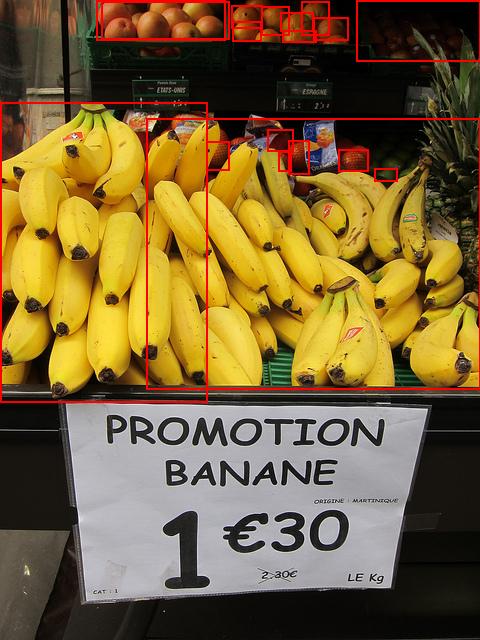 ETATS-UNIS
ESPAGNE
PROMOTION
BANANE
ORIGINE : MARTINIQUE
1€30
2.30€
LE Kg
CAT : 1